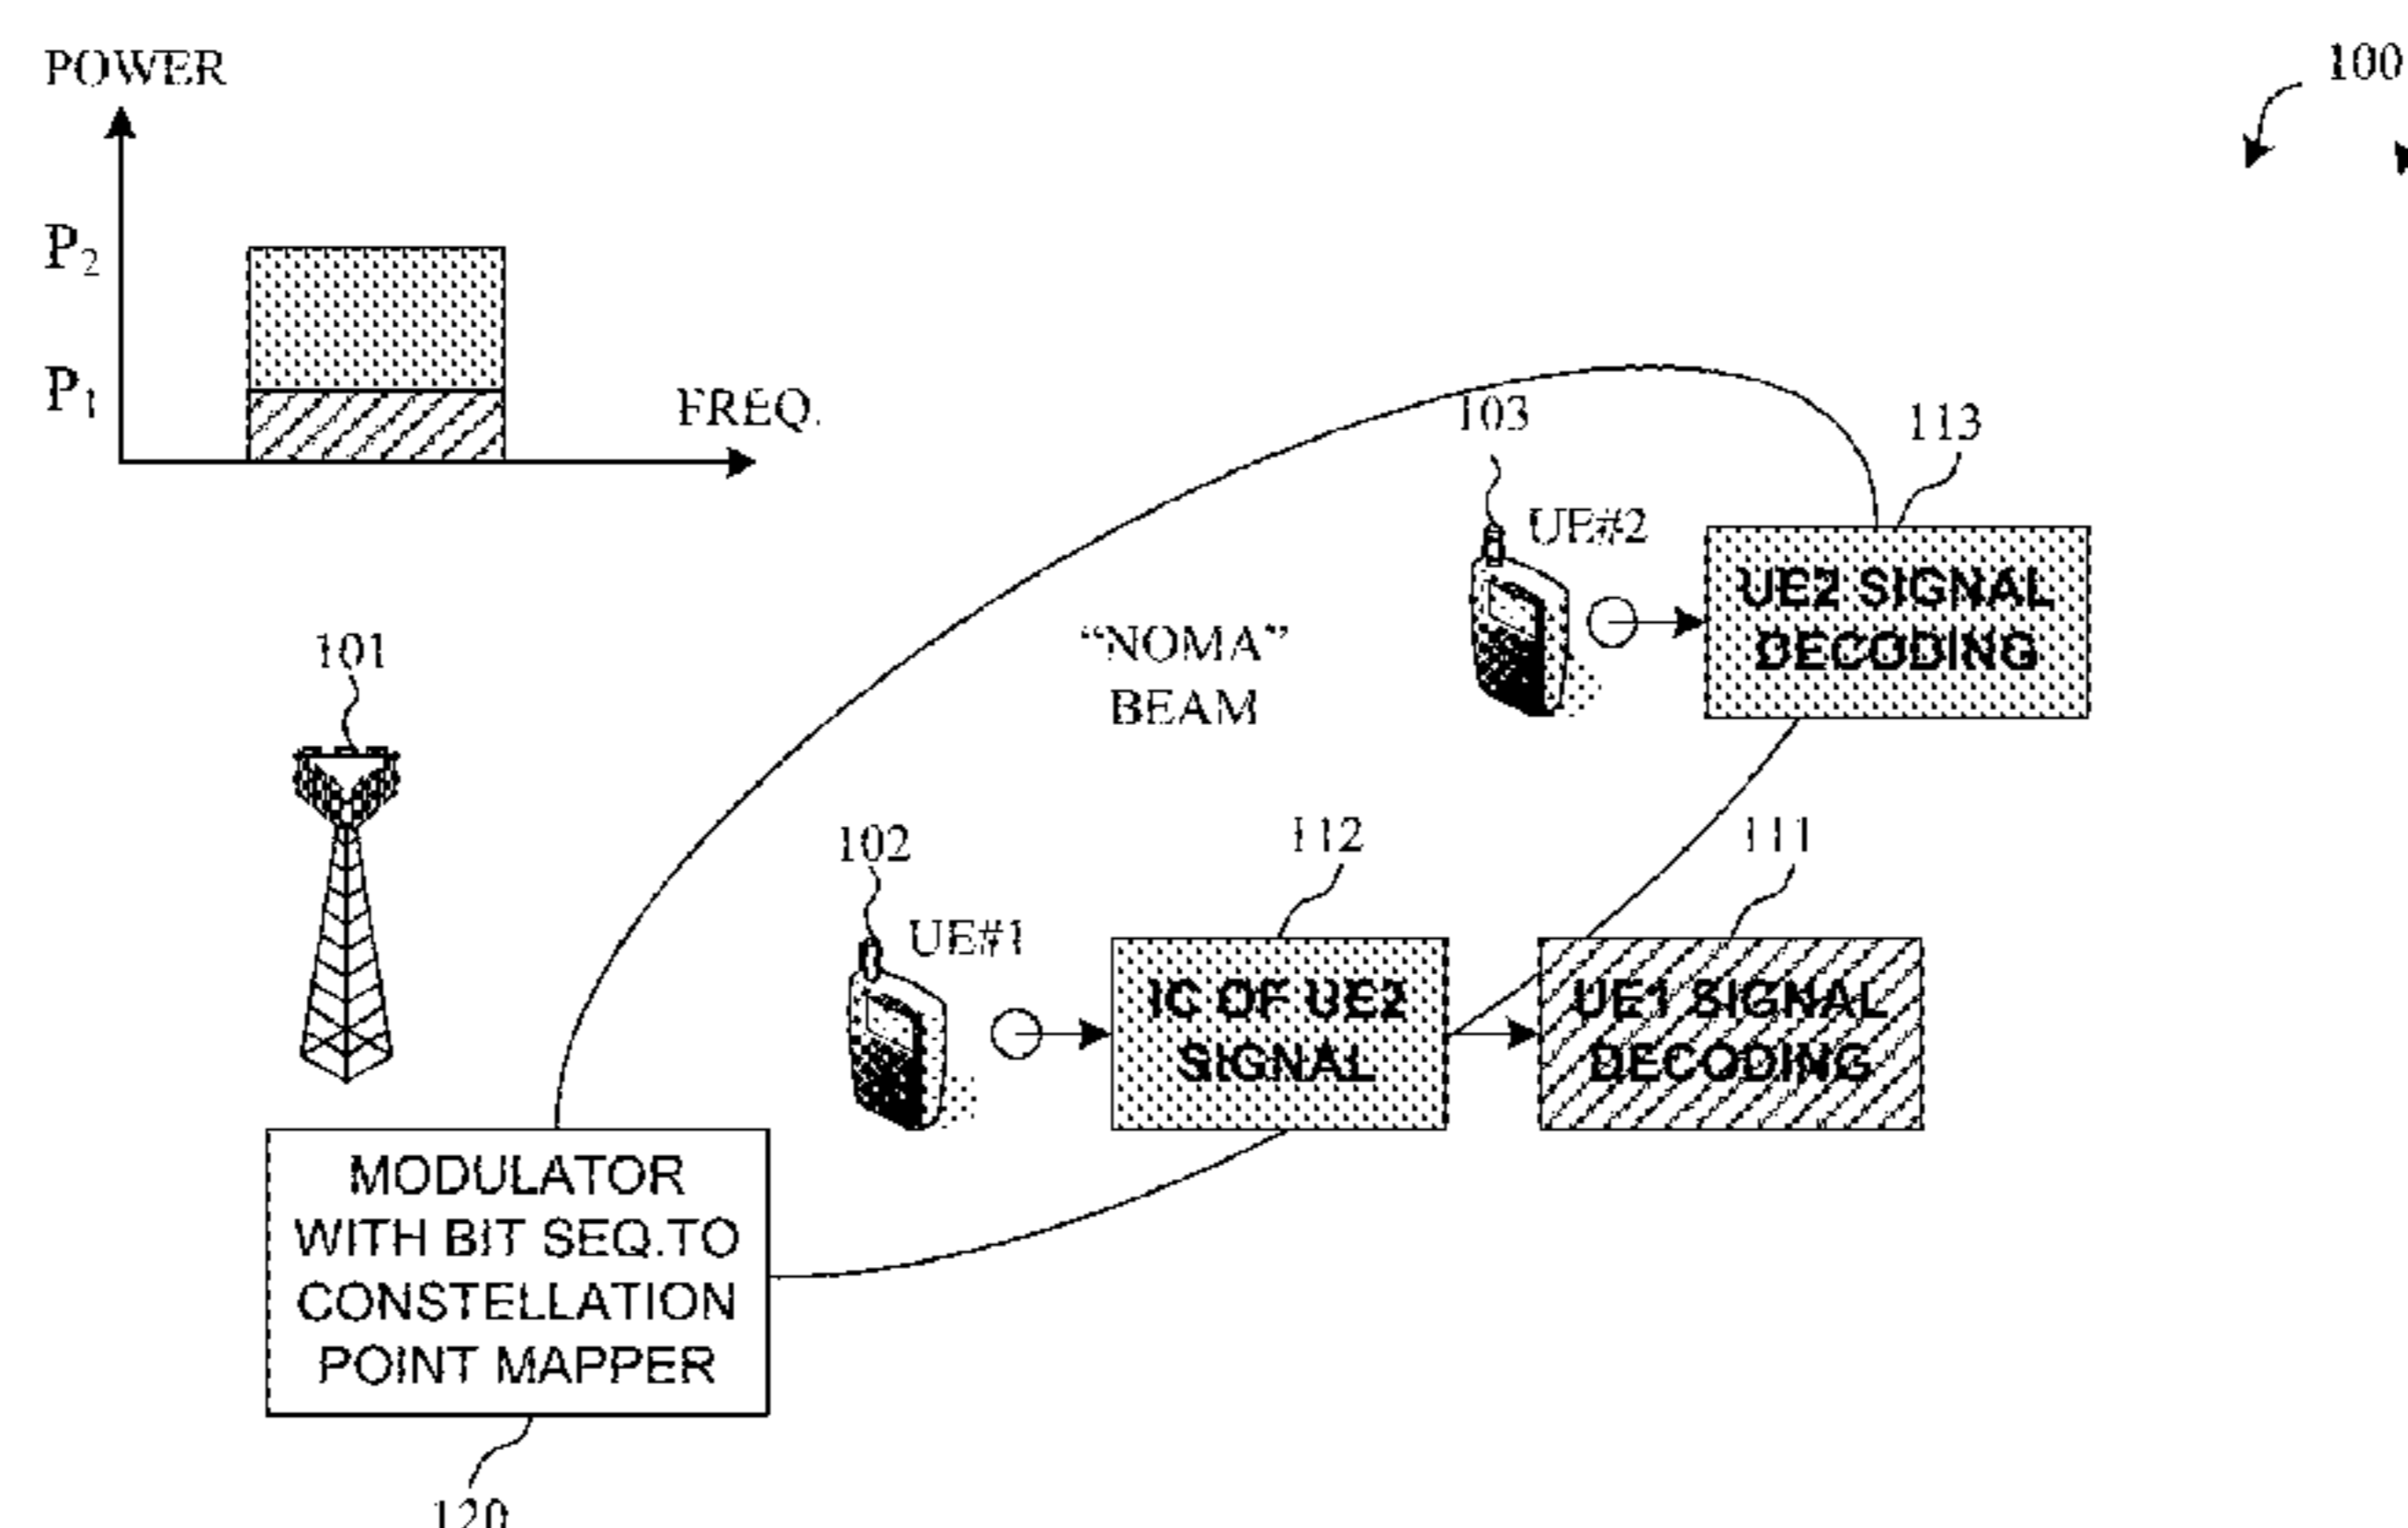 POWER
100
P2
P1
FREQ.
103
113
UE#2
UE2 SIGNAL
DECODING
“NOMA”
BEAM
101
102
112
111
UE#1
IC OF UE2
SIGNAL
UE1 SIGNAL
DECODING
MODULATOR
WITH BIT SEQ.TO
CONSTELLATION
POINT MAPPER
120